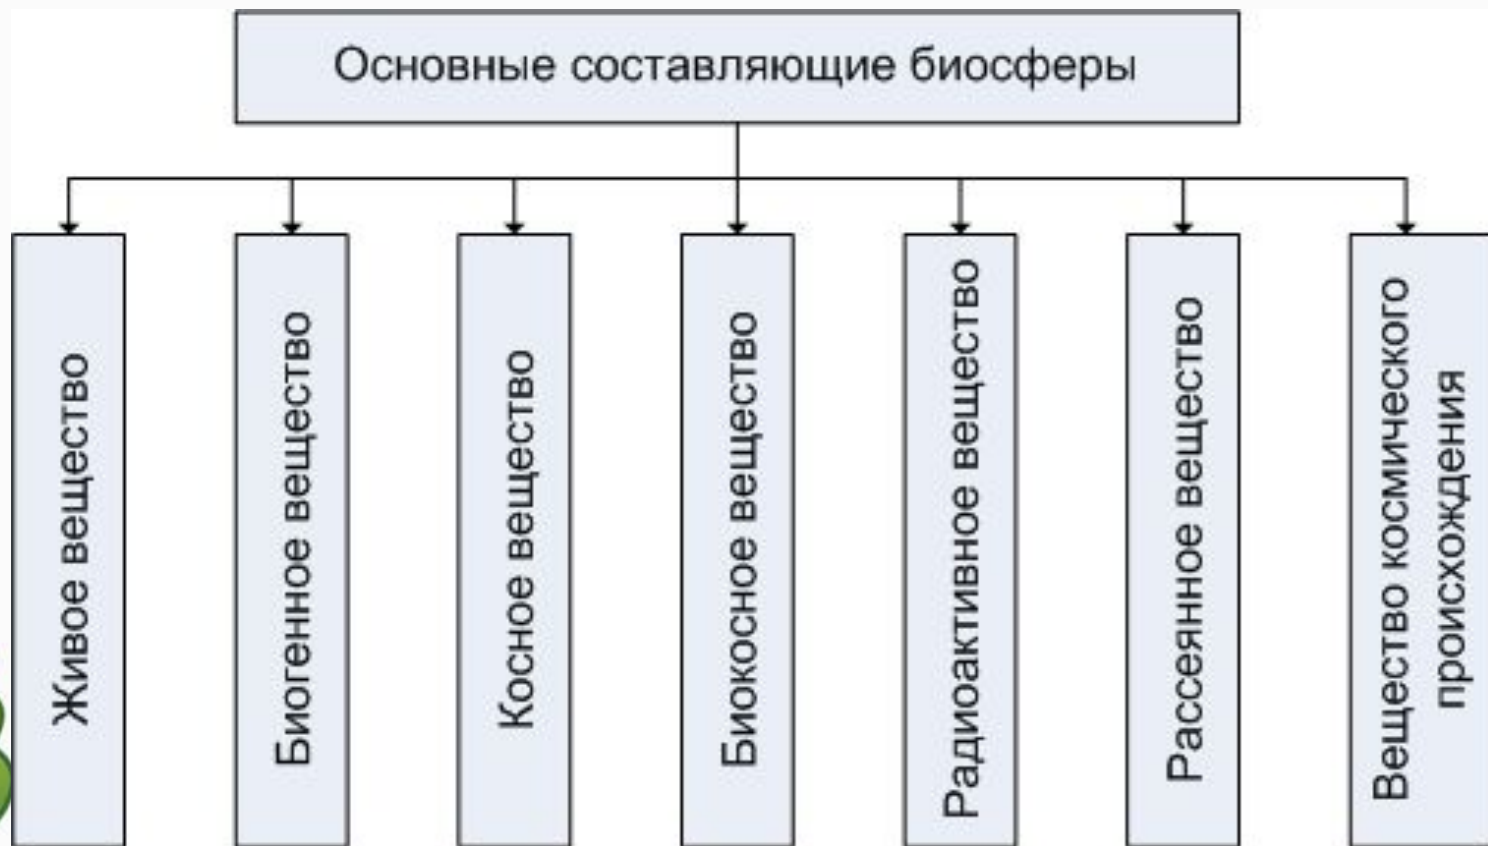 Основные составляющие биосферы
Живое вещество
Биогенное вещество
Косное вещество
Биокосное вещество
Радиоактивное вещество
Рассеянное вещество
Вещество космического
происхождения